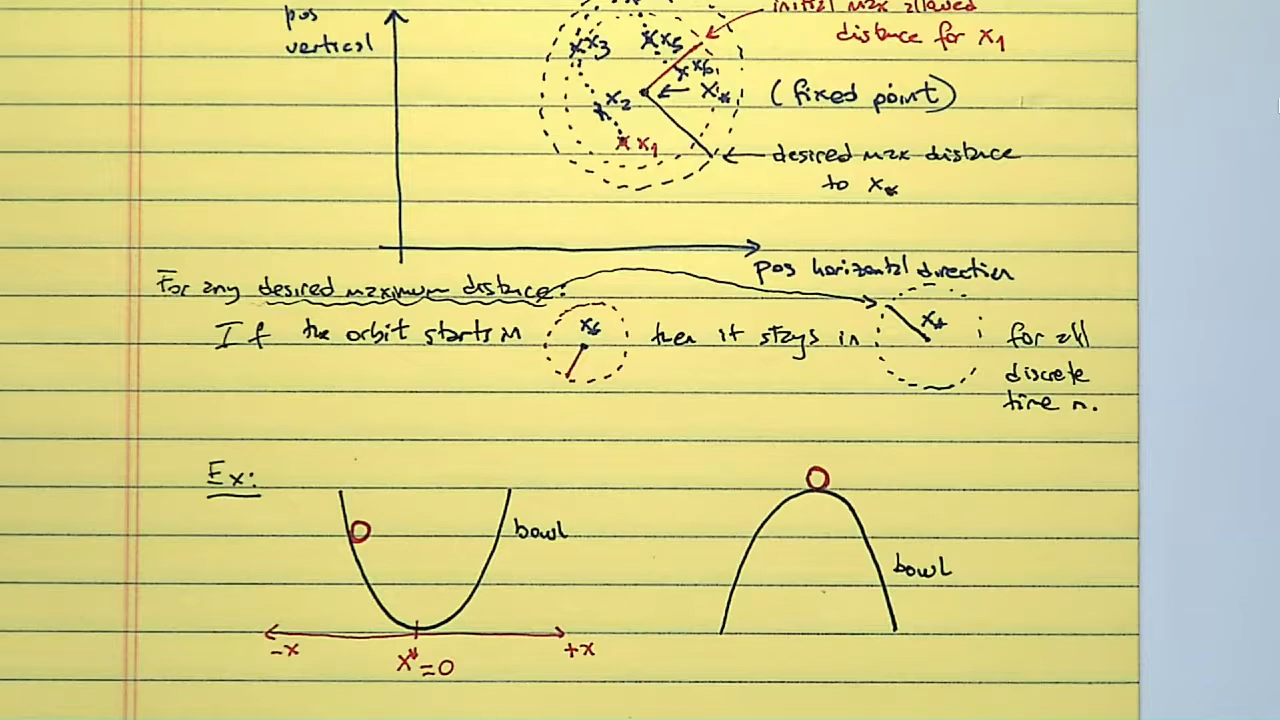 initial max allowed
distance for x1
pos
vertical
x3
x5
x6
x2
x*
(fixed point)
x1
desired max distance
to x*
pos horizontal direction
For any desired maximum distance:
If the orbit starts in x* then it stays in x* for all
discrete
time n.
Ex:
bowl
bowl
-x
x*=0
+x